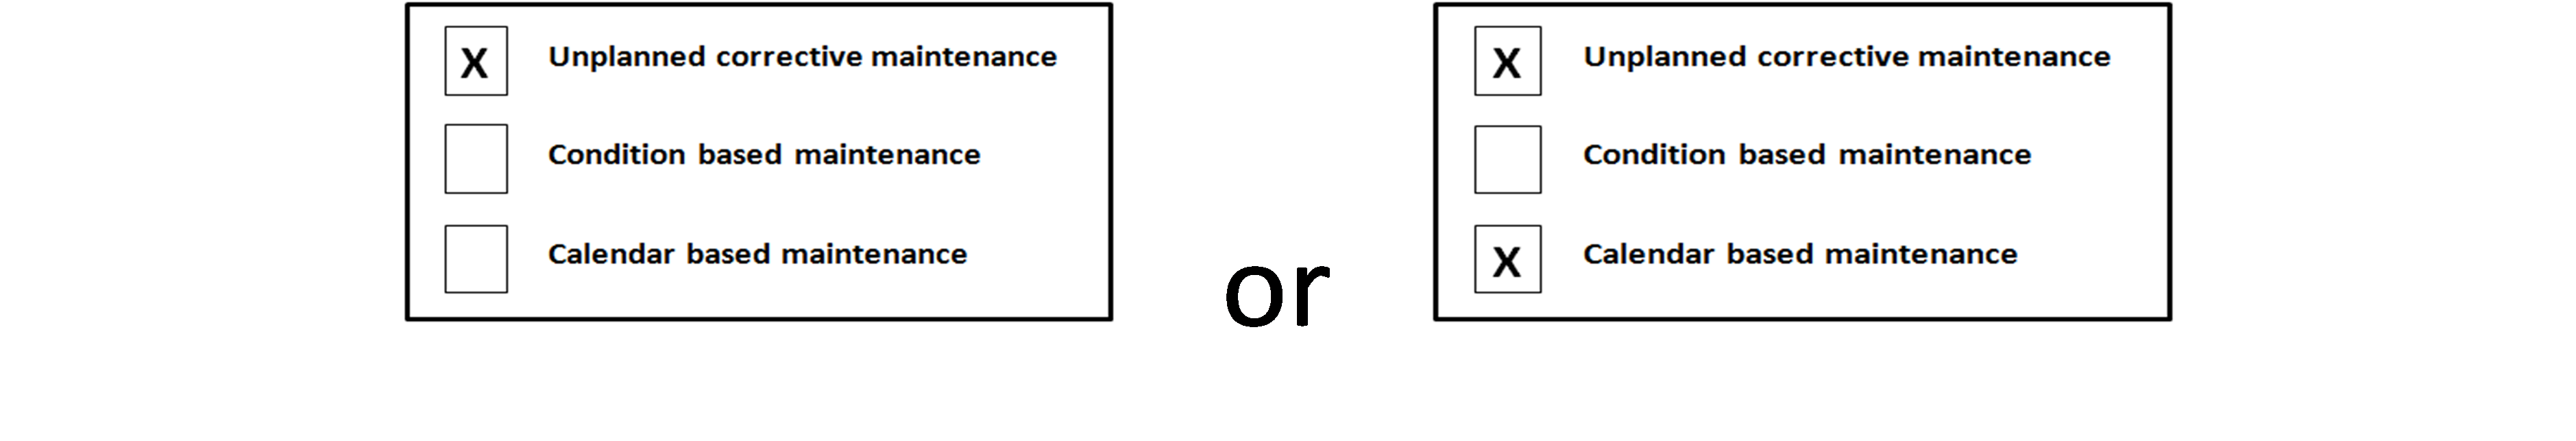 X Unplanned corrective maintenance
Condition based maintenance
Calendar based maintenance
or
X Unplanned corrective maintenance
Condition based maintenance
X Calendar based maintenance